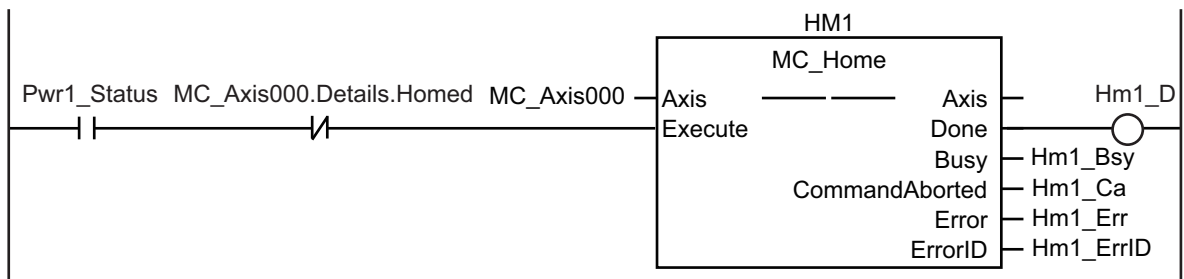 HM1
MC_Home
Pwr1_Status MC_Axis000.Details.Homed MC_Axis000 Axis Axis Hm1_D
Execute Done
Busy Hm1_Bsy
CommandAborted Hm1_Ca
Error Hm1_Err
ErrorID Hm1_ErrID